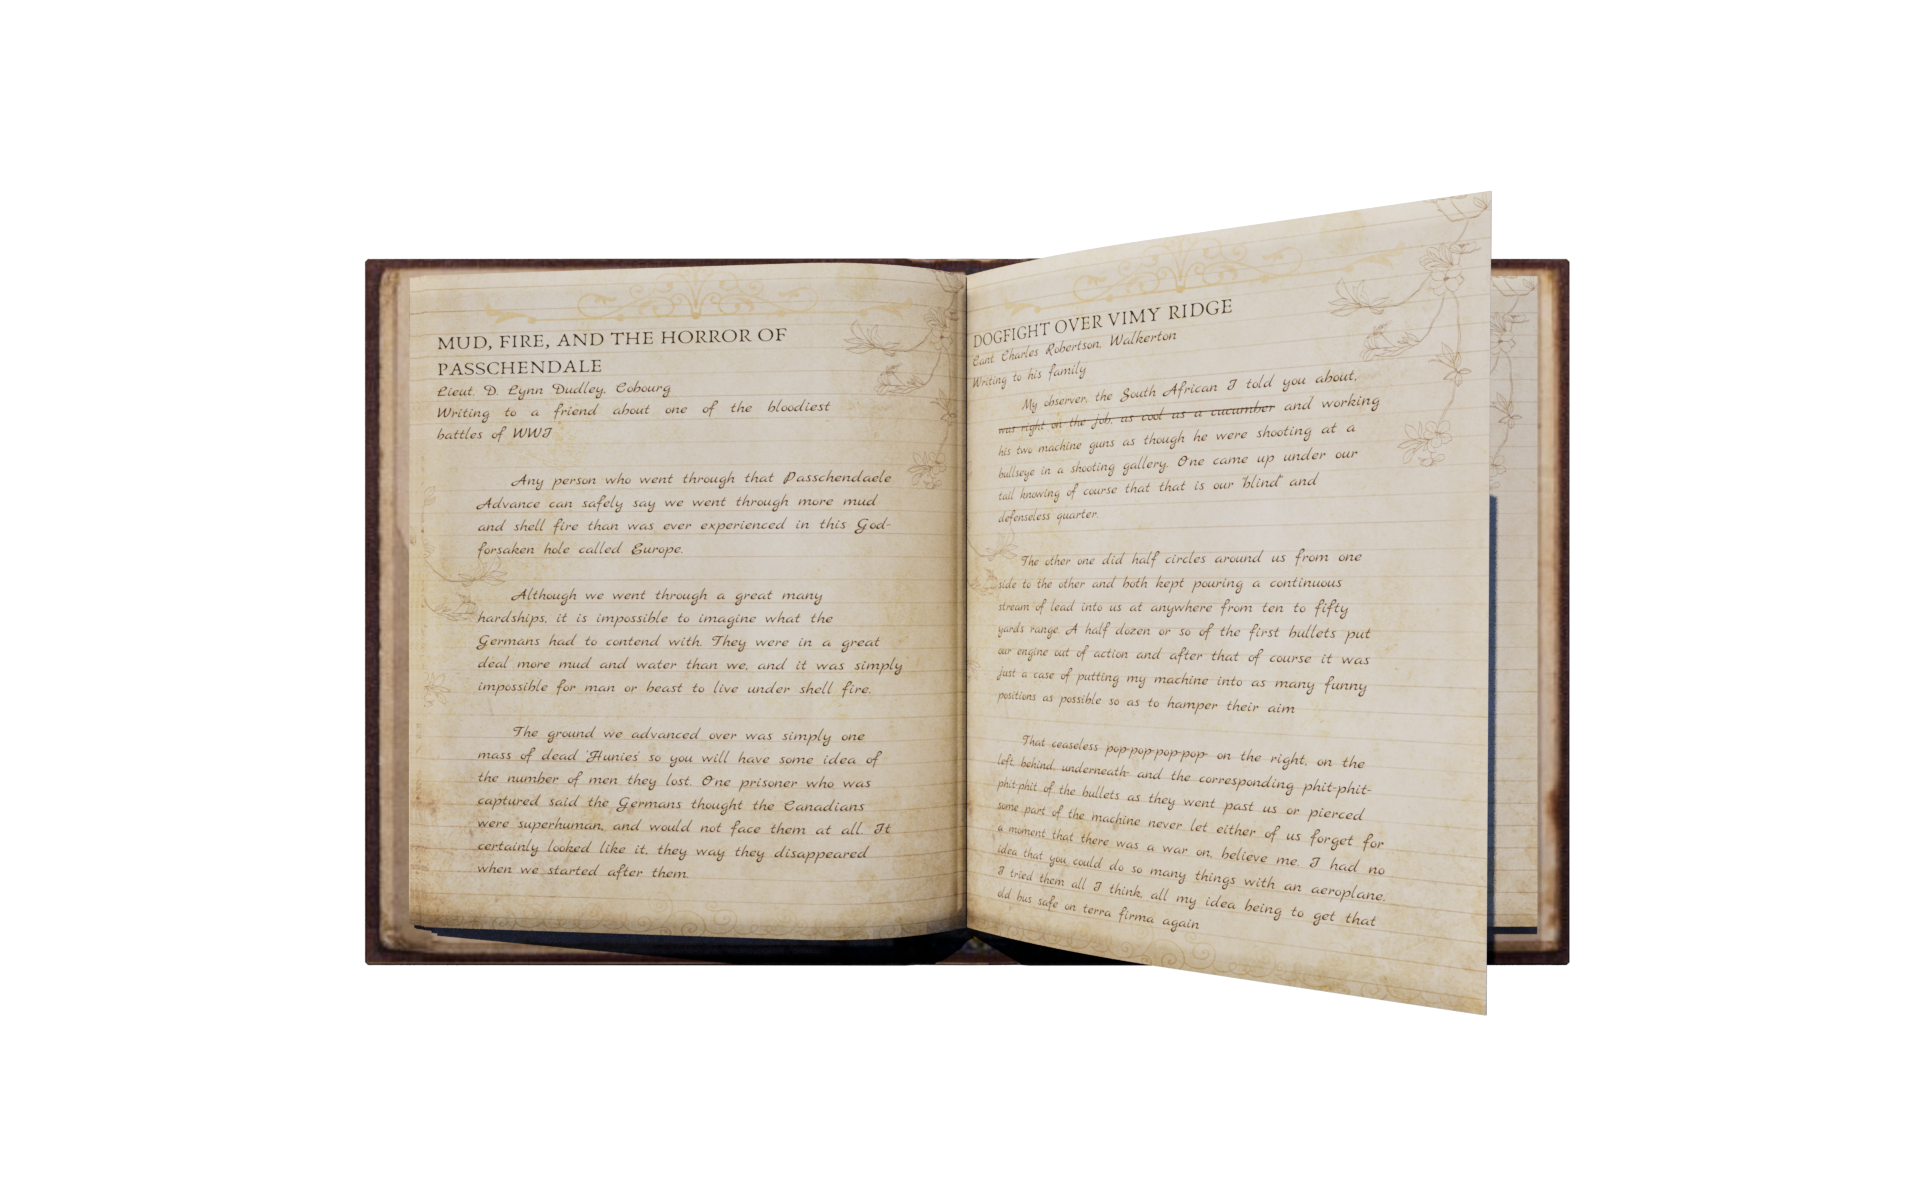 MUD, FIRE, AND THE HORROR OF
PASSCHENDALE
Lieut. D. Lynn Dudley, Cobourg
Writing to a friend about one of the bloodiest
battles of WWI
Any person who went through that Passchendaele
Advance can safely say we went through more mud
and shell fire than was ever experienced in this God-
forsaken hole called Europe.
Although we went through a great many
hardships, it is impossible to imagine what the
Germans had to contend with. They were in a great
deal more mud and water than we, and it was simply
impossible for man or beast to live under shell fire.
The ground we advanced over was simply one
mass of dead 'Hunies' so you will have some idea of
the number of men they lost. One prisoner who was
captured said the Germans thought the Canadians
were superhuman, and would not face them at all. It
certainly looked like it, they way they disappeared
when we started after them.
DOGFIGHT OVER VIMY RIDGE
Capt. Charles Robertson, Walkerton
Writing to his family
My observer, the South African I told you about,
was right on the job, as cool as a cucumber and working
his two machine guns as though he were shooting at a
bullseye in a shooting gallery. One came up under our
tail knowing of course that that is our "blind" and
defenseless quarter.
The other one did half circles around us from one
side to the other and both kept pouring a continuous
stream of lead into us at anywhere from ten to fifty
yards range. A half dozen or so of the first bullets put
our engine out of action and after that of course it was
just a case of putting my machine into as many funny
positions as possible so as to hamper their aim
That ceaseless pop-pop-pop-pop- on the right, on the
left, behind, underneath- and the corresponding phit-phit-
phit-phit of the bullets as they went past us or pierced
some part of the machine never let either of us forget for
a moment that there was a war on, believe me. I had no
idea that you could do so many things with an aeroplane.
I tried them all I think, all my idea being to get that
old bus safe on terra firma again